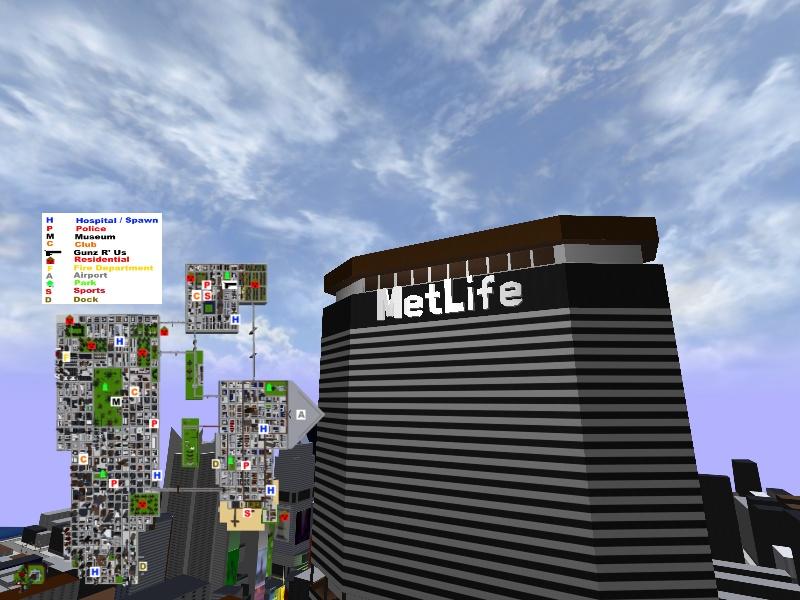 H Hospital / Spawn
P Police
M Museum
C Club
Gunz R' Us
Residential
F Fire Department
A Airport
Park
S Sports
D Dock
MetLife
P
C S
H
H
F
C
M
A
P
H
C
D
P
P
H
H
S
D
H